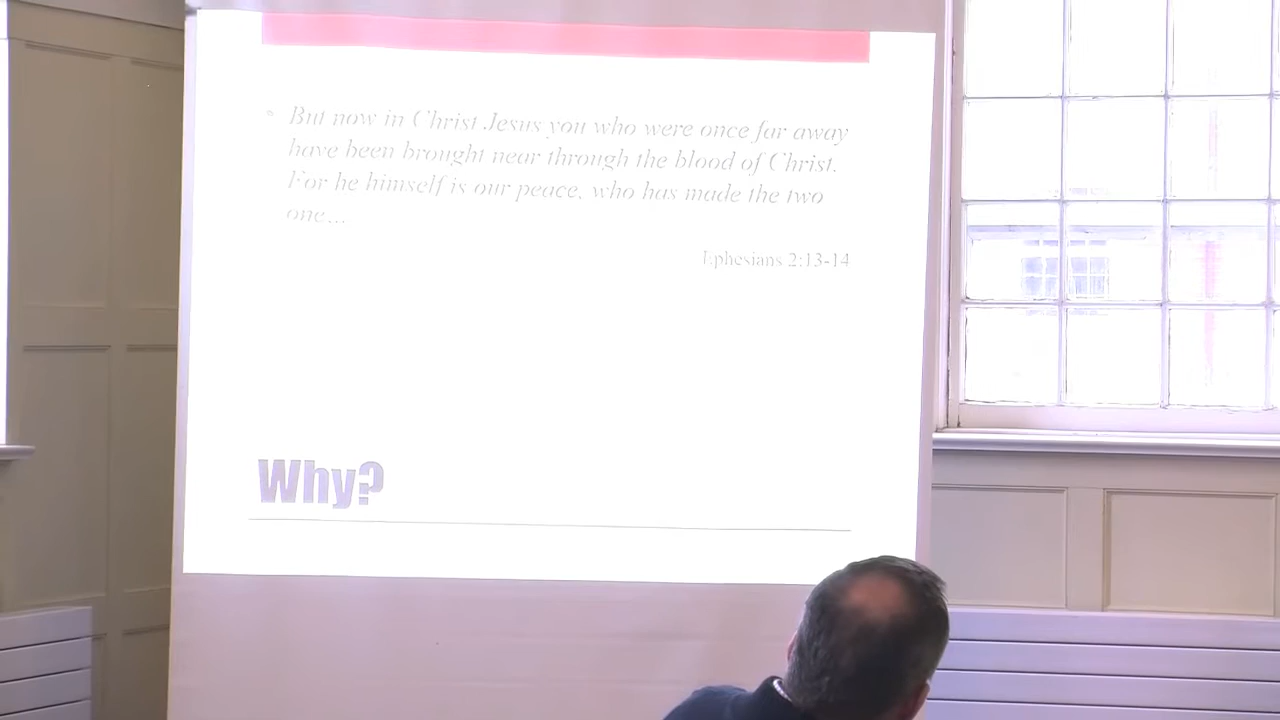 But now in Christ Jesus you who were once far away
have been brought near through the blood of Christ.
For he himself is our peace, who has made the two
one...
Ephesians 2:13-14
Why?